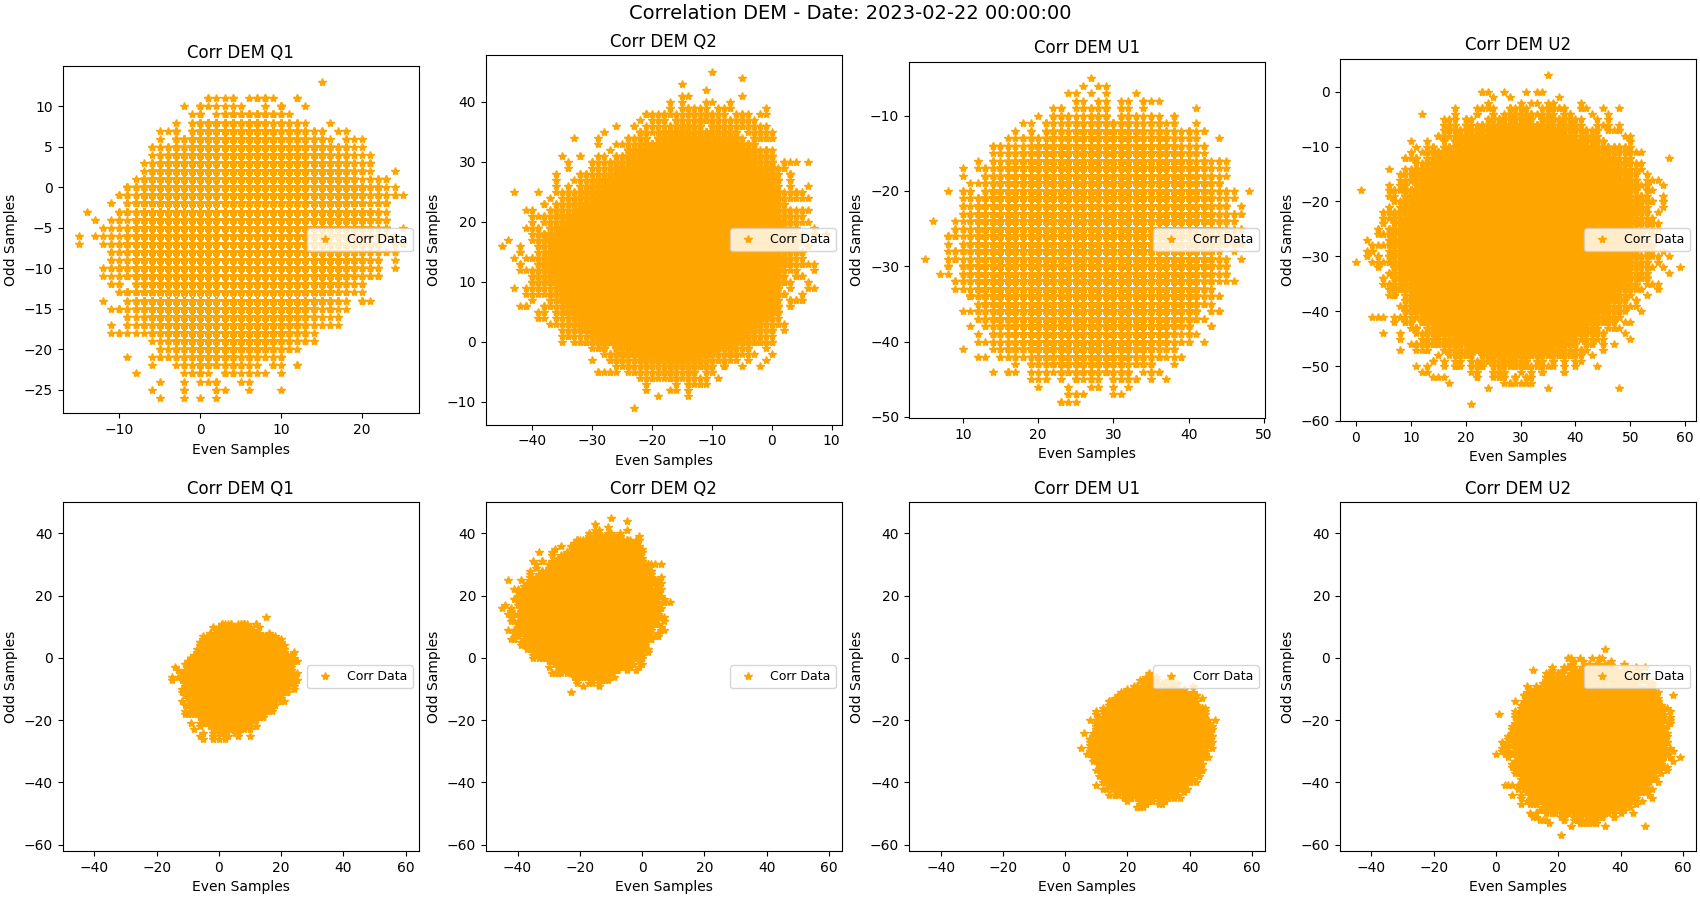 Correlation DEM - Date: 2023-02-22 00:00:00
Corr DEM Q1
Odd Samples
10
5
0
−5
−10
−15
−20
−25
−10 0 10 20
Even Samples
Corr Data
Corr DEM Q2
Odd Samples
40
30
20
10
0
−10
−40 −30 −20 −10 0 10
Even Samples
Corr Data
Corr DEM U1
Odd Samples
−10
−20
−30
−40
−50
10 20 30 40 50
Even Samples
Corr Data
Corr DEM U2
Odd Samples
0
−10
−20
−30
−40
−50
−60
0 10 20 30 40 50 60
Even Samples
Corr Data
Corr DEM Q1
Odd Samples
40
20
0
−20
−40
−60
−40 −20 0 20 40 60
Even Samples
Corr Data
Corr DEM Q2
Odd Samples
40
20
0
−20
−40
−60
−40 −20 0 20 40 60
Even Samples
Corr Data
Corr DEM U1
Odd Samples
40
20
0
−20
−40
−60
−40 −20 0 20 40 60
Even Samples
Corr Data
Corr DEM U2
Odd Samples
40
20
0
−20
−40
−60
−40 −20 0 20 40 60
Even Samples
Corr Data